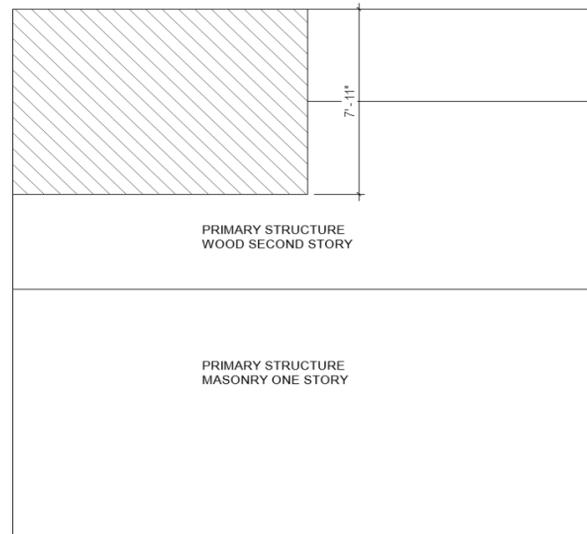 7' - 11"
PRIMARY STRUCTURE
WOOD SECOND STORY
PRIMARY STRUCTURE
MASONRY ONE STORY